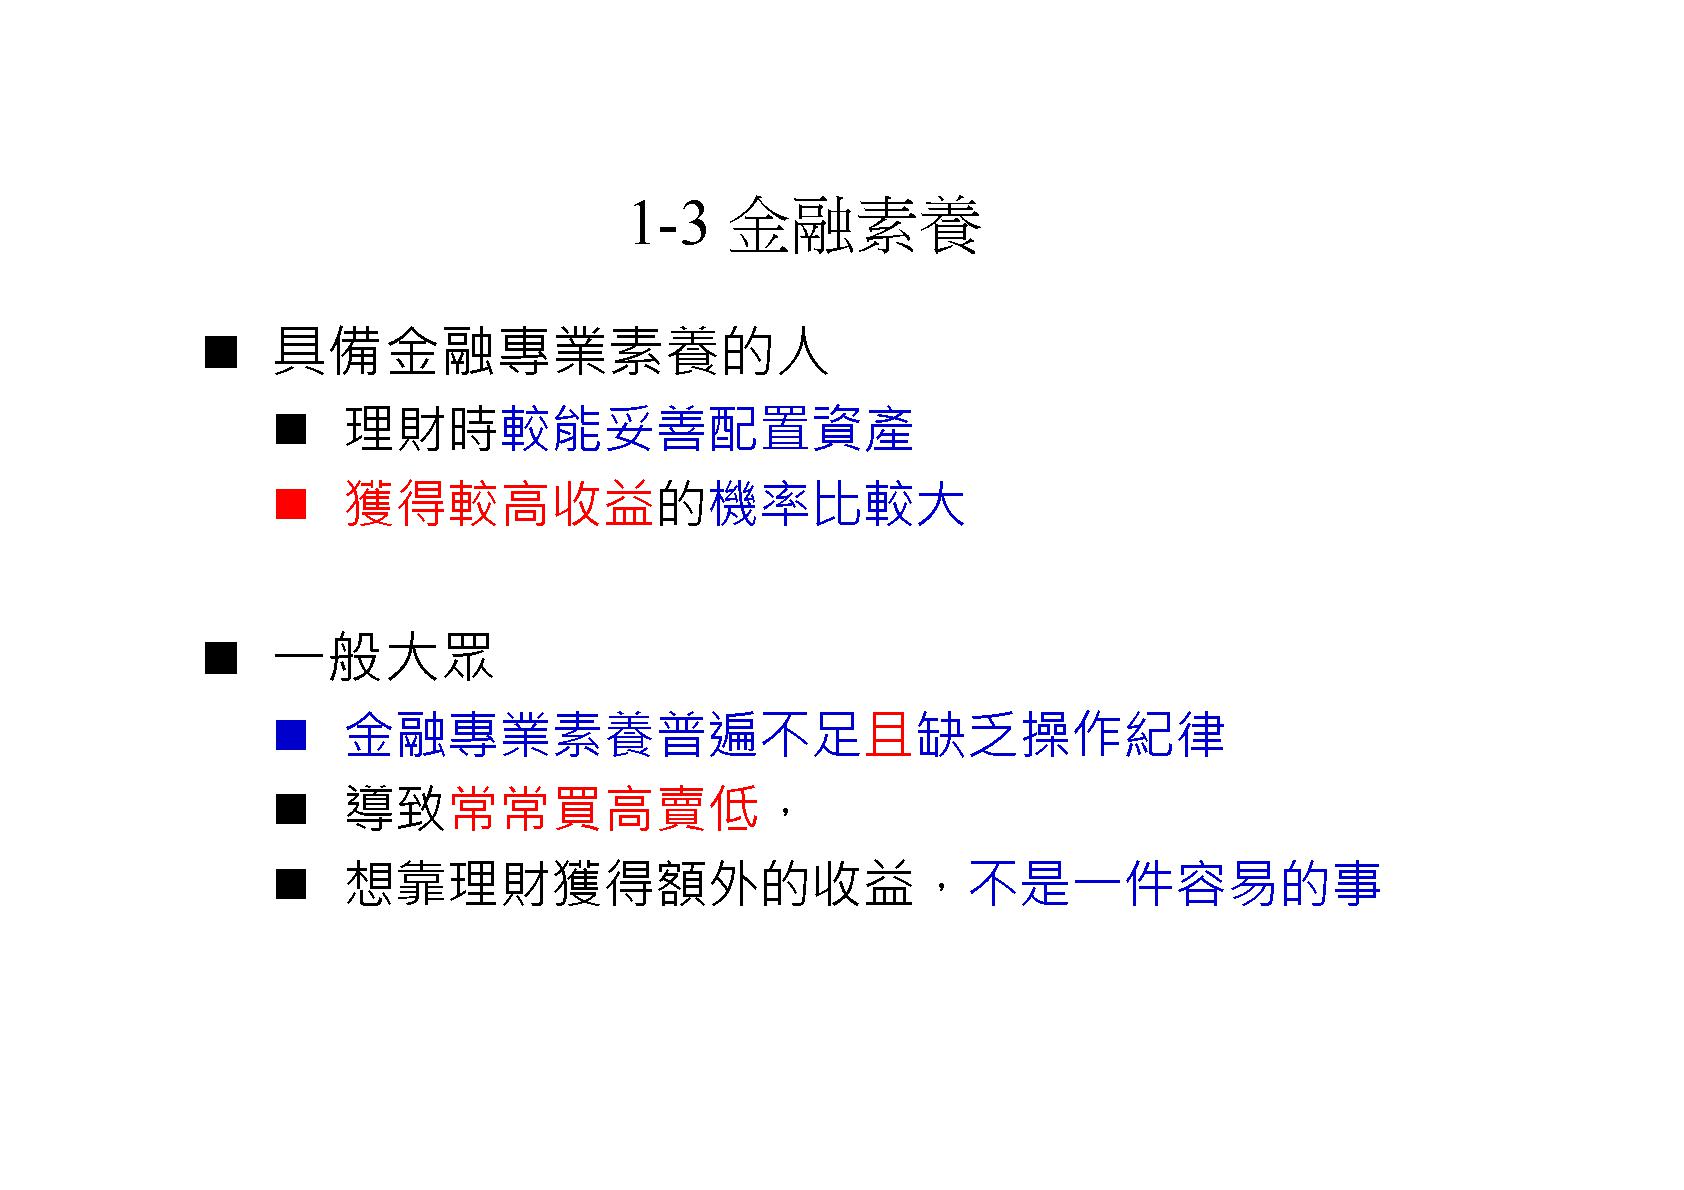 1-3 金融素養
■ 具備金融專業素養的人
■ 理財時較能妥善配置資產
■ 獲得較高收益的機率比較大
■ 一般大眾
■ 金融專業素養普遍不足且缺乏操作紀律
■ 導致常常買高賣低，
■ 想靠理財獲得額外的收益，不是一件容易的事